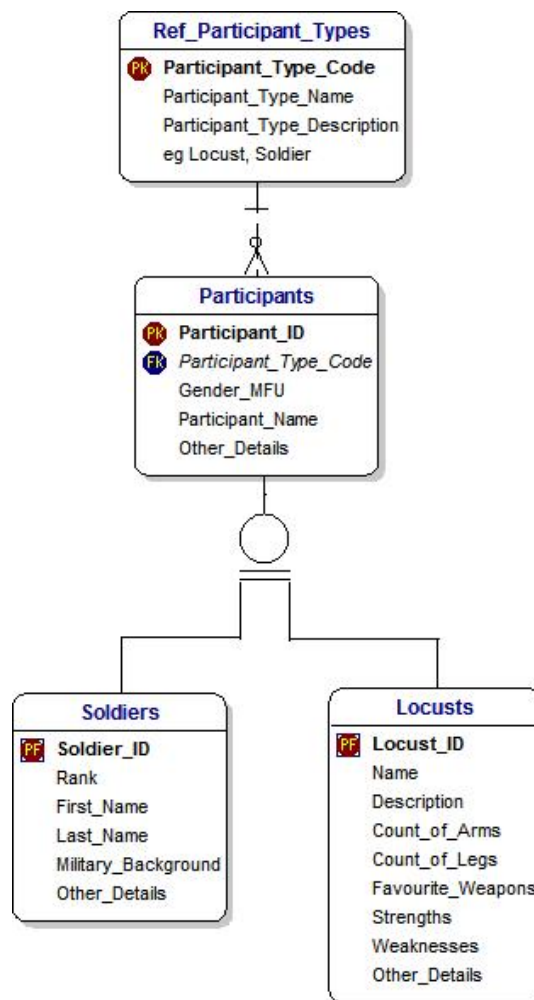 Ref_Participant_Types
PK Participant_Type_Code
Participant_Type_Name
Participant_Type_Description
eg Locust, Soldier
Participants
PK Participant_ID
FK Participant_Type_Code
Gender_MFU
Participant_Name
Other_Details
Soldiers
PF Soldier_ID
Rank
First_Name
Last_Name
Military_Background
Other_Details
Locusts
PF Locust_ID
Name
Description
Count_of_Arms
Count_of_Legs
Favourite_Weapons
Strengths
Weaknesses
Other_Details